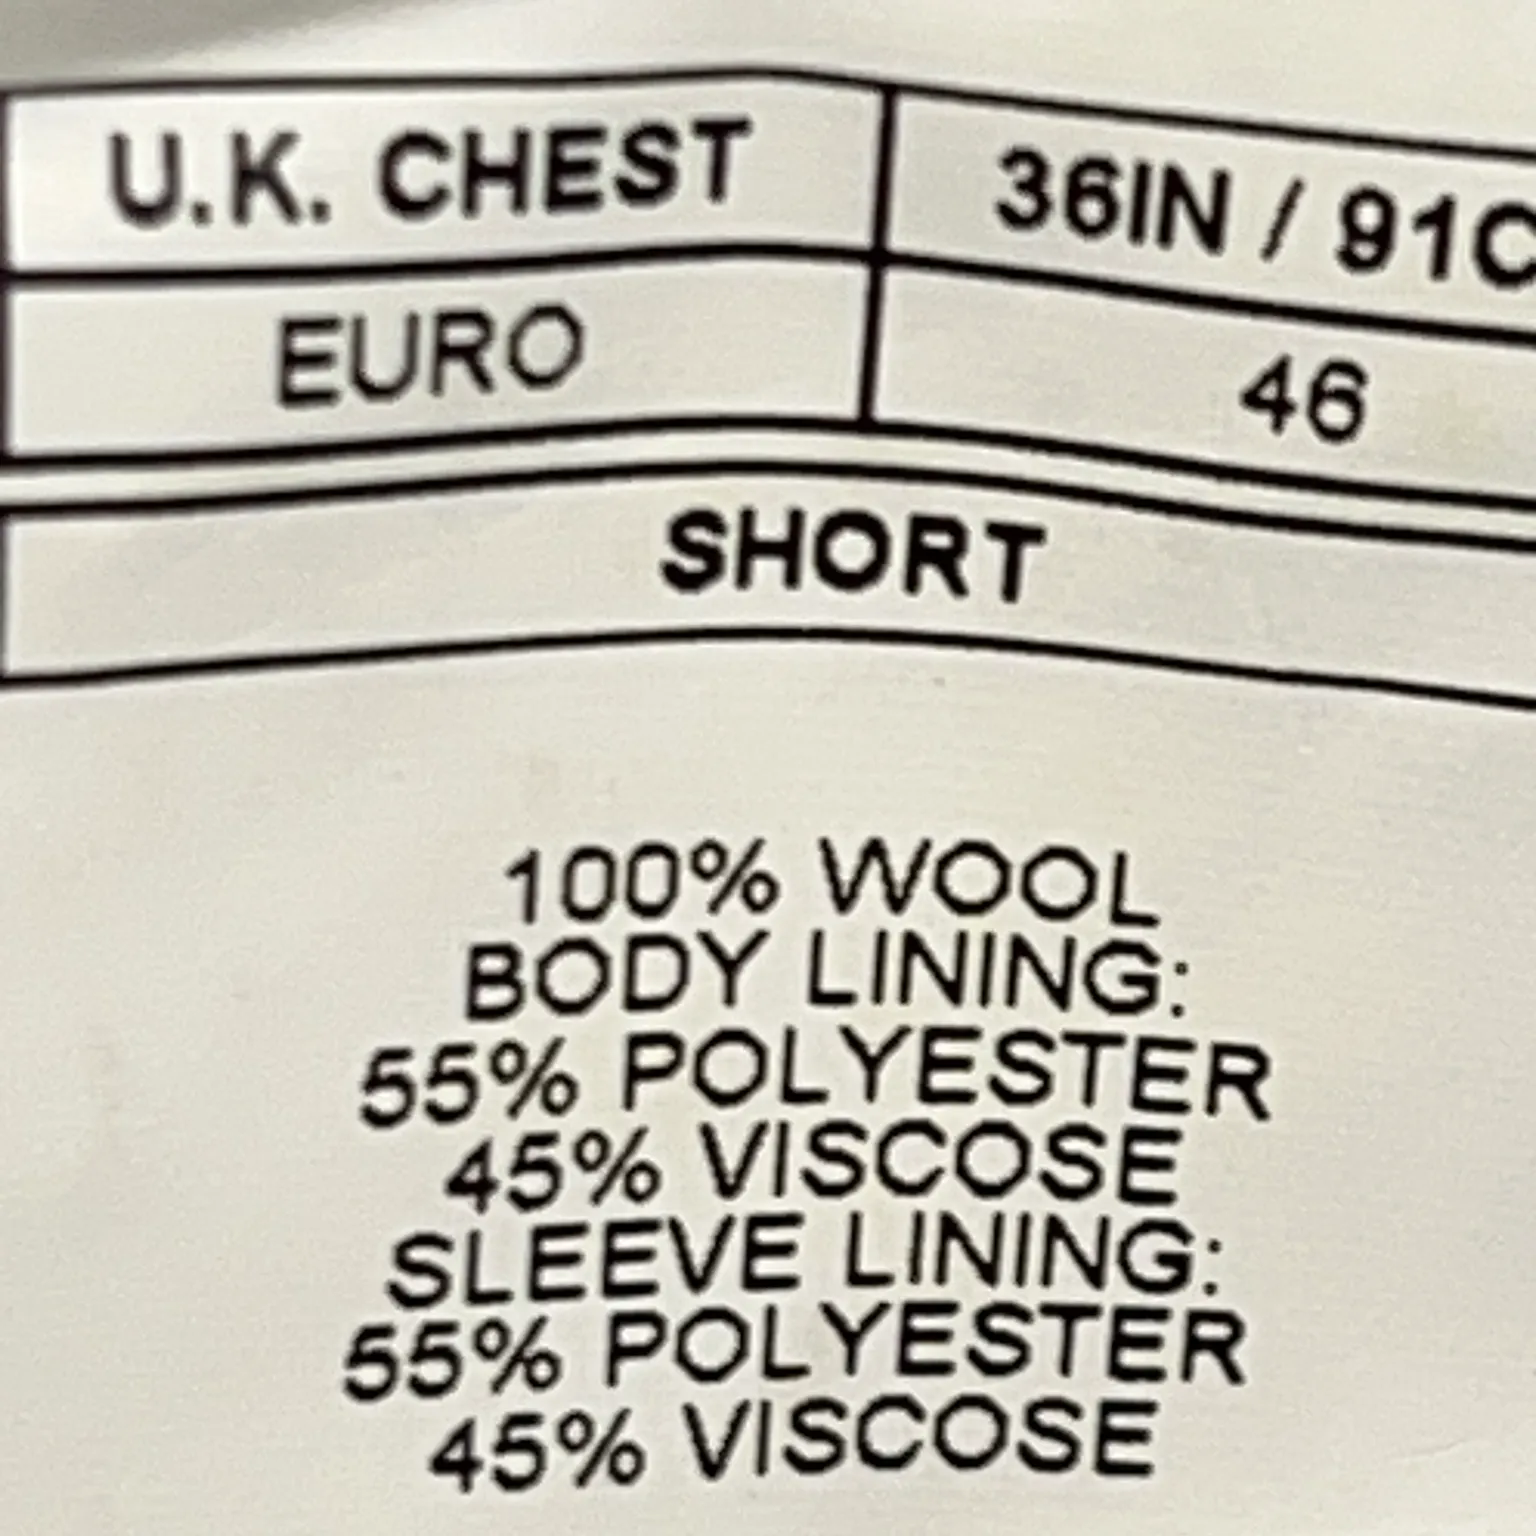 U.K. CHEST 36IN / 91C
EURO 46
SHORT
100% WOOL
BODY LINING:
55% POLYESTER
45% VISCOSE
SLEEVE LINING:
55% POLYESTER
45% VISCOSE